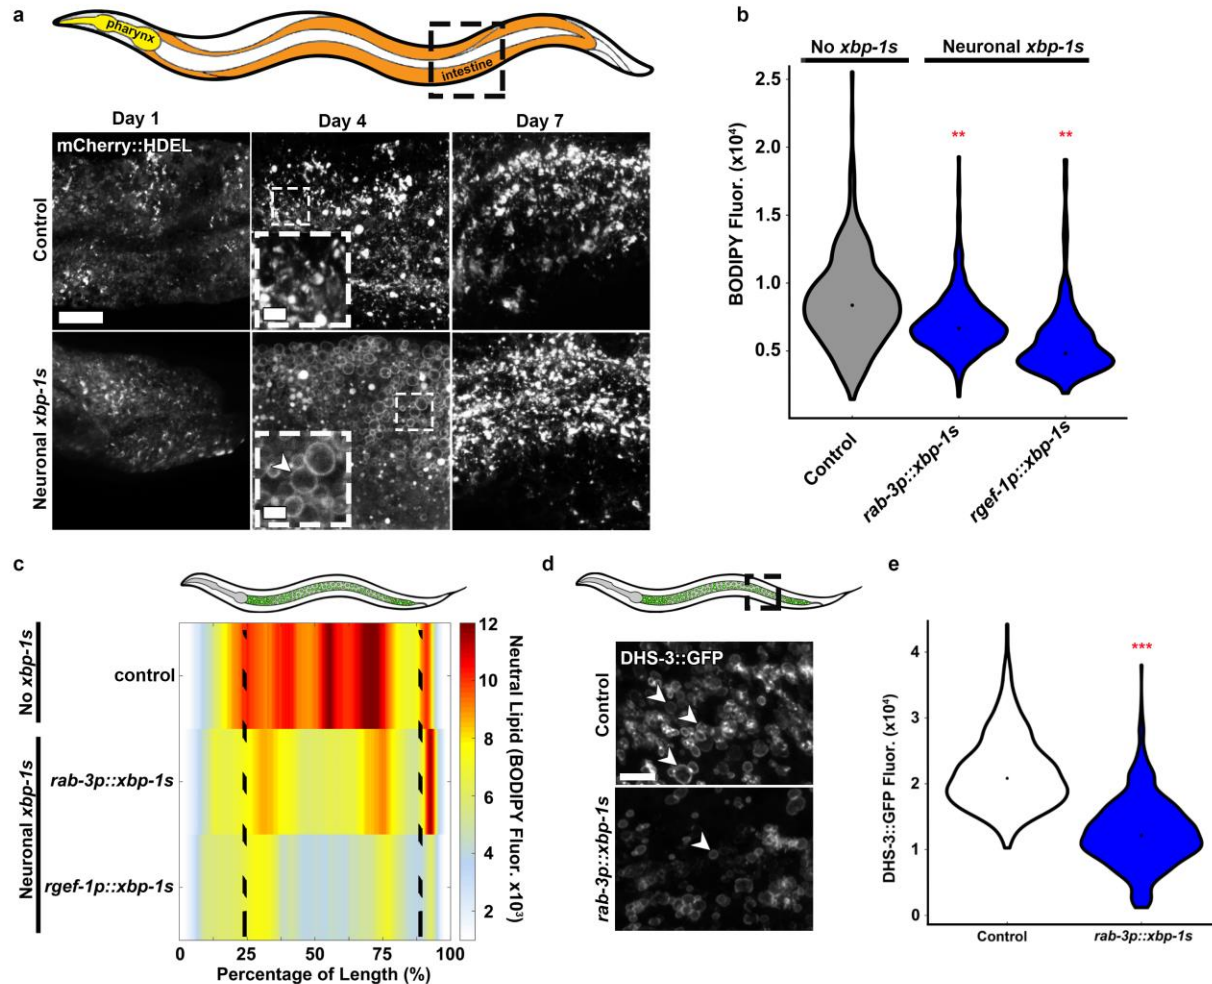 a
pharynx
intestine
Day 1
Day 4
Day 7
mCherry::HDEL
Control
Neuronal xbp-1s
b
No xbp-1s
Neuronal xbp-1s
2.5
2.0
1.5
1.0
0.5
BODIPY Fluor. (x10⁴)
**
**
Control
rab-3p::xbp-1s
rgef-1p::xbp-1s
c
No xbp-1s
Neuronal xbp-1s
control
rab-3p::xbp-1s
rgef-1p::xbp-1s
0
25
50
75
100
Percentage of Length (%)
12
10
8
6
4
2
Neutral Lipid
(BODIPY Fluor. x10³)
d
DHS-3::GFP
Control
rab-3p::xbp-1s
e
4
3
2
1
0
DHS-3::GFP Fluor. (x10⁴)
***
Control
rab-3p::xbp-1s